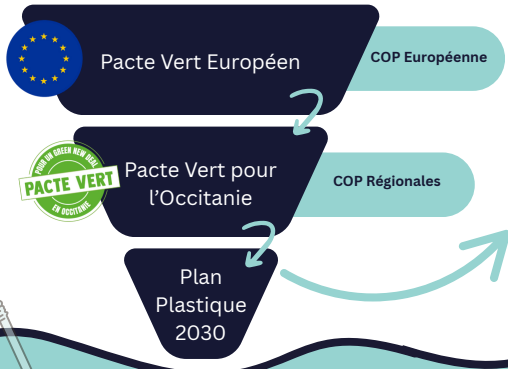 Pacte Vert Européen
COP Européenne
POUR UN GREEN NEW DEAL
PACTE VERT
EN OCCITANIE
Pacte Vert pour
l'Occitanie
COP Régionales
Plan
Plastique
2030